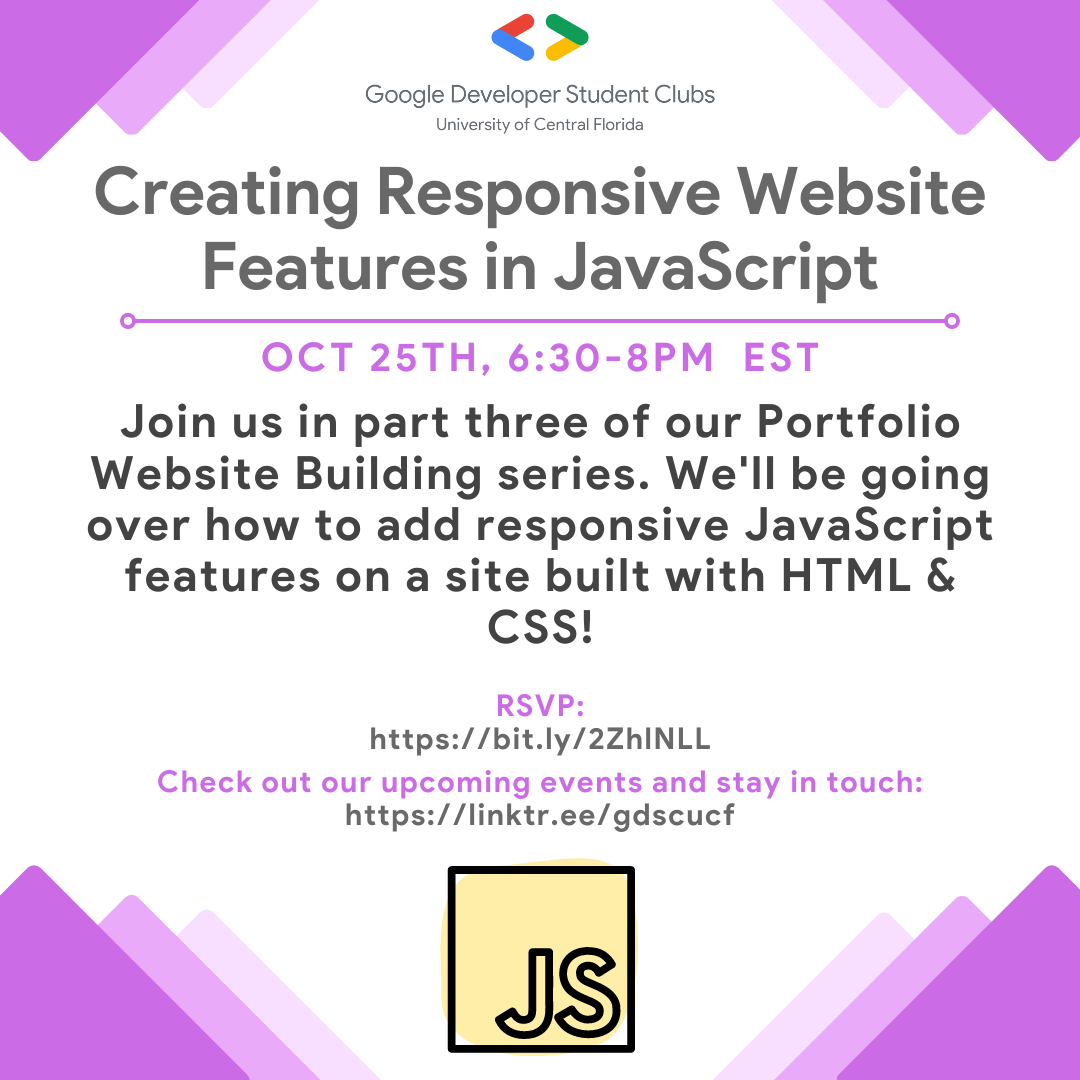 Google Developer Student Clubs
University of Central Florida
Creating Responsive Website
Features in JavaScript
OCT 25TH, 6:30-8PM EST
Join us in part three of our Portfolio
Website Building series. We'll be going
over how to add responsive JavaScript
features on a site built with HTML &
CSS!
RSVP:
https://bit.ly/2ZhINLL
Check out our upcoming events and stay in touch:
https://linktr.ee/gdscucf
JS